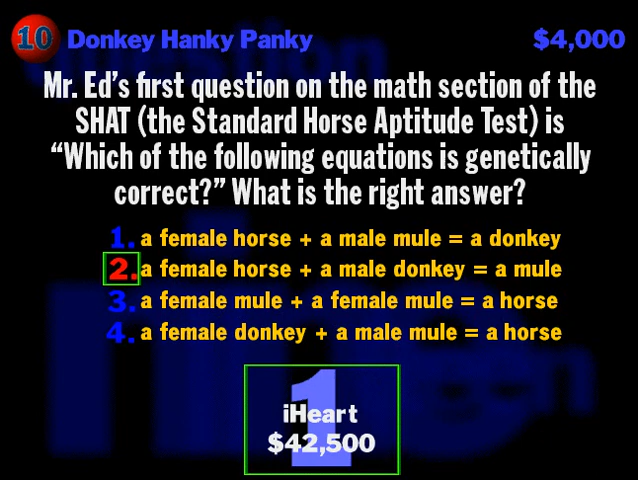 10 Donkey Hanky Panky $4,000
Mr. Ed's first question on the math section of the
SHAT (the Standard Horse Aptitude Test) is
“Which of the following equations is genetically
correct?” What is the right answer?
1. a female horse + a male mule = a donkey
2. a female horse + a male donkey = a mule
3. a female mule + a female mule = a horse
4. a female donkey + a male mule = a horse
1
iHeart
$42,500